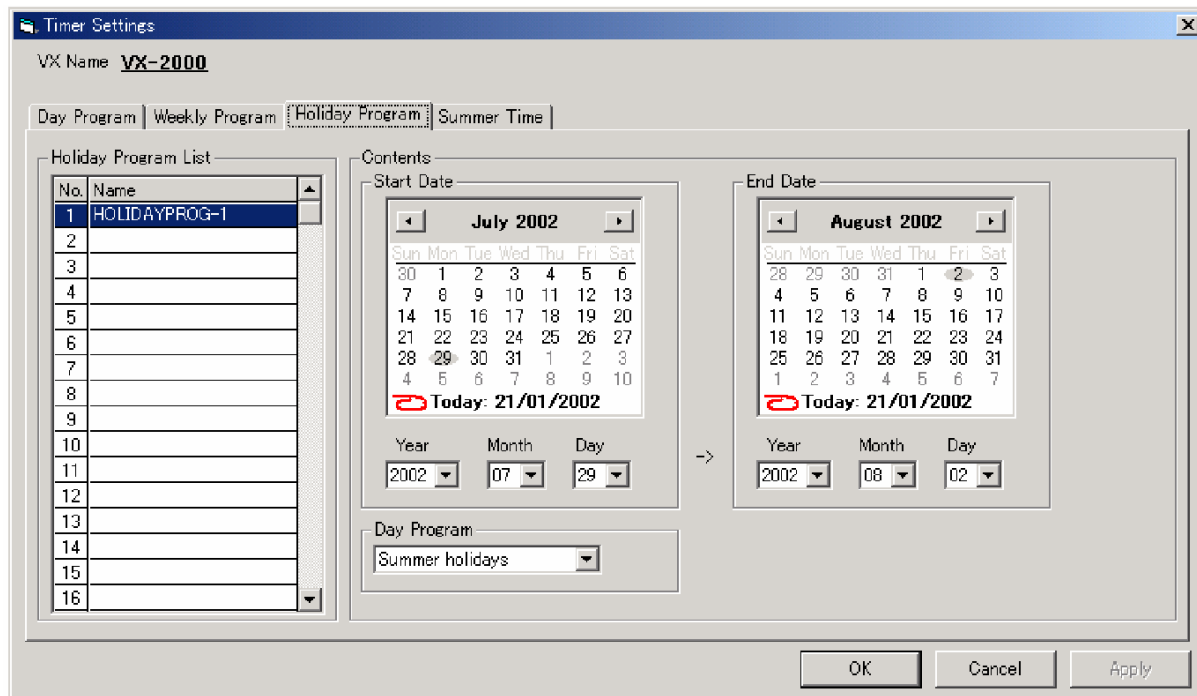 Timer Settings
VX Name VX-2000
Day Program Weekly Program Holiday Program Summer Time
Holiday Program List
No. Name
1 HOLIDAYPROG-1
2
3
4
5
6
7
8
9
10
11
12
13
14
15
16
Contents
Start Date
July 2002
Sun Mon Tue Wed Thu Fri Sat
30 1 2 3 4 5 6
7 8 9 10 11 12 13
14 15 16 17 18 19 20
21 22 23 24 25 26 27
28 29 30 31 1 2 3
4 5 6 7 8 9 10
Today: 21/01/2002
Year Month Day
2002 07 29
->
End Date
August 2002
Sun Mon Tue Wed Thu Fri Sat
28 29 30 31 1 2 3
4 5 6 7 8 9 10
11 12 13 14 15 16 17
18 19 20 21 22 23 24
25 26 27 28 29 30 31
1 2 3 4 5 6 7
Today: 21/01/2002
Year Month Day
2002 08 02
Day Program
Summer holidays
OK Cancel Apply